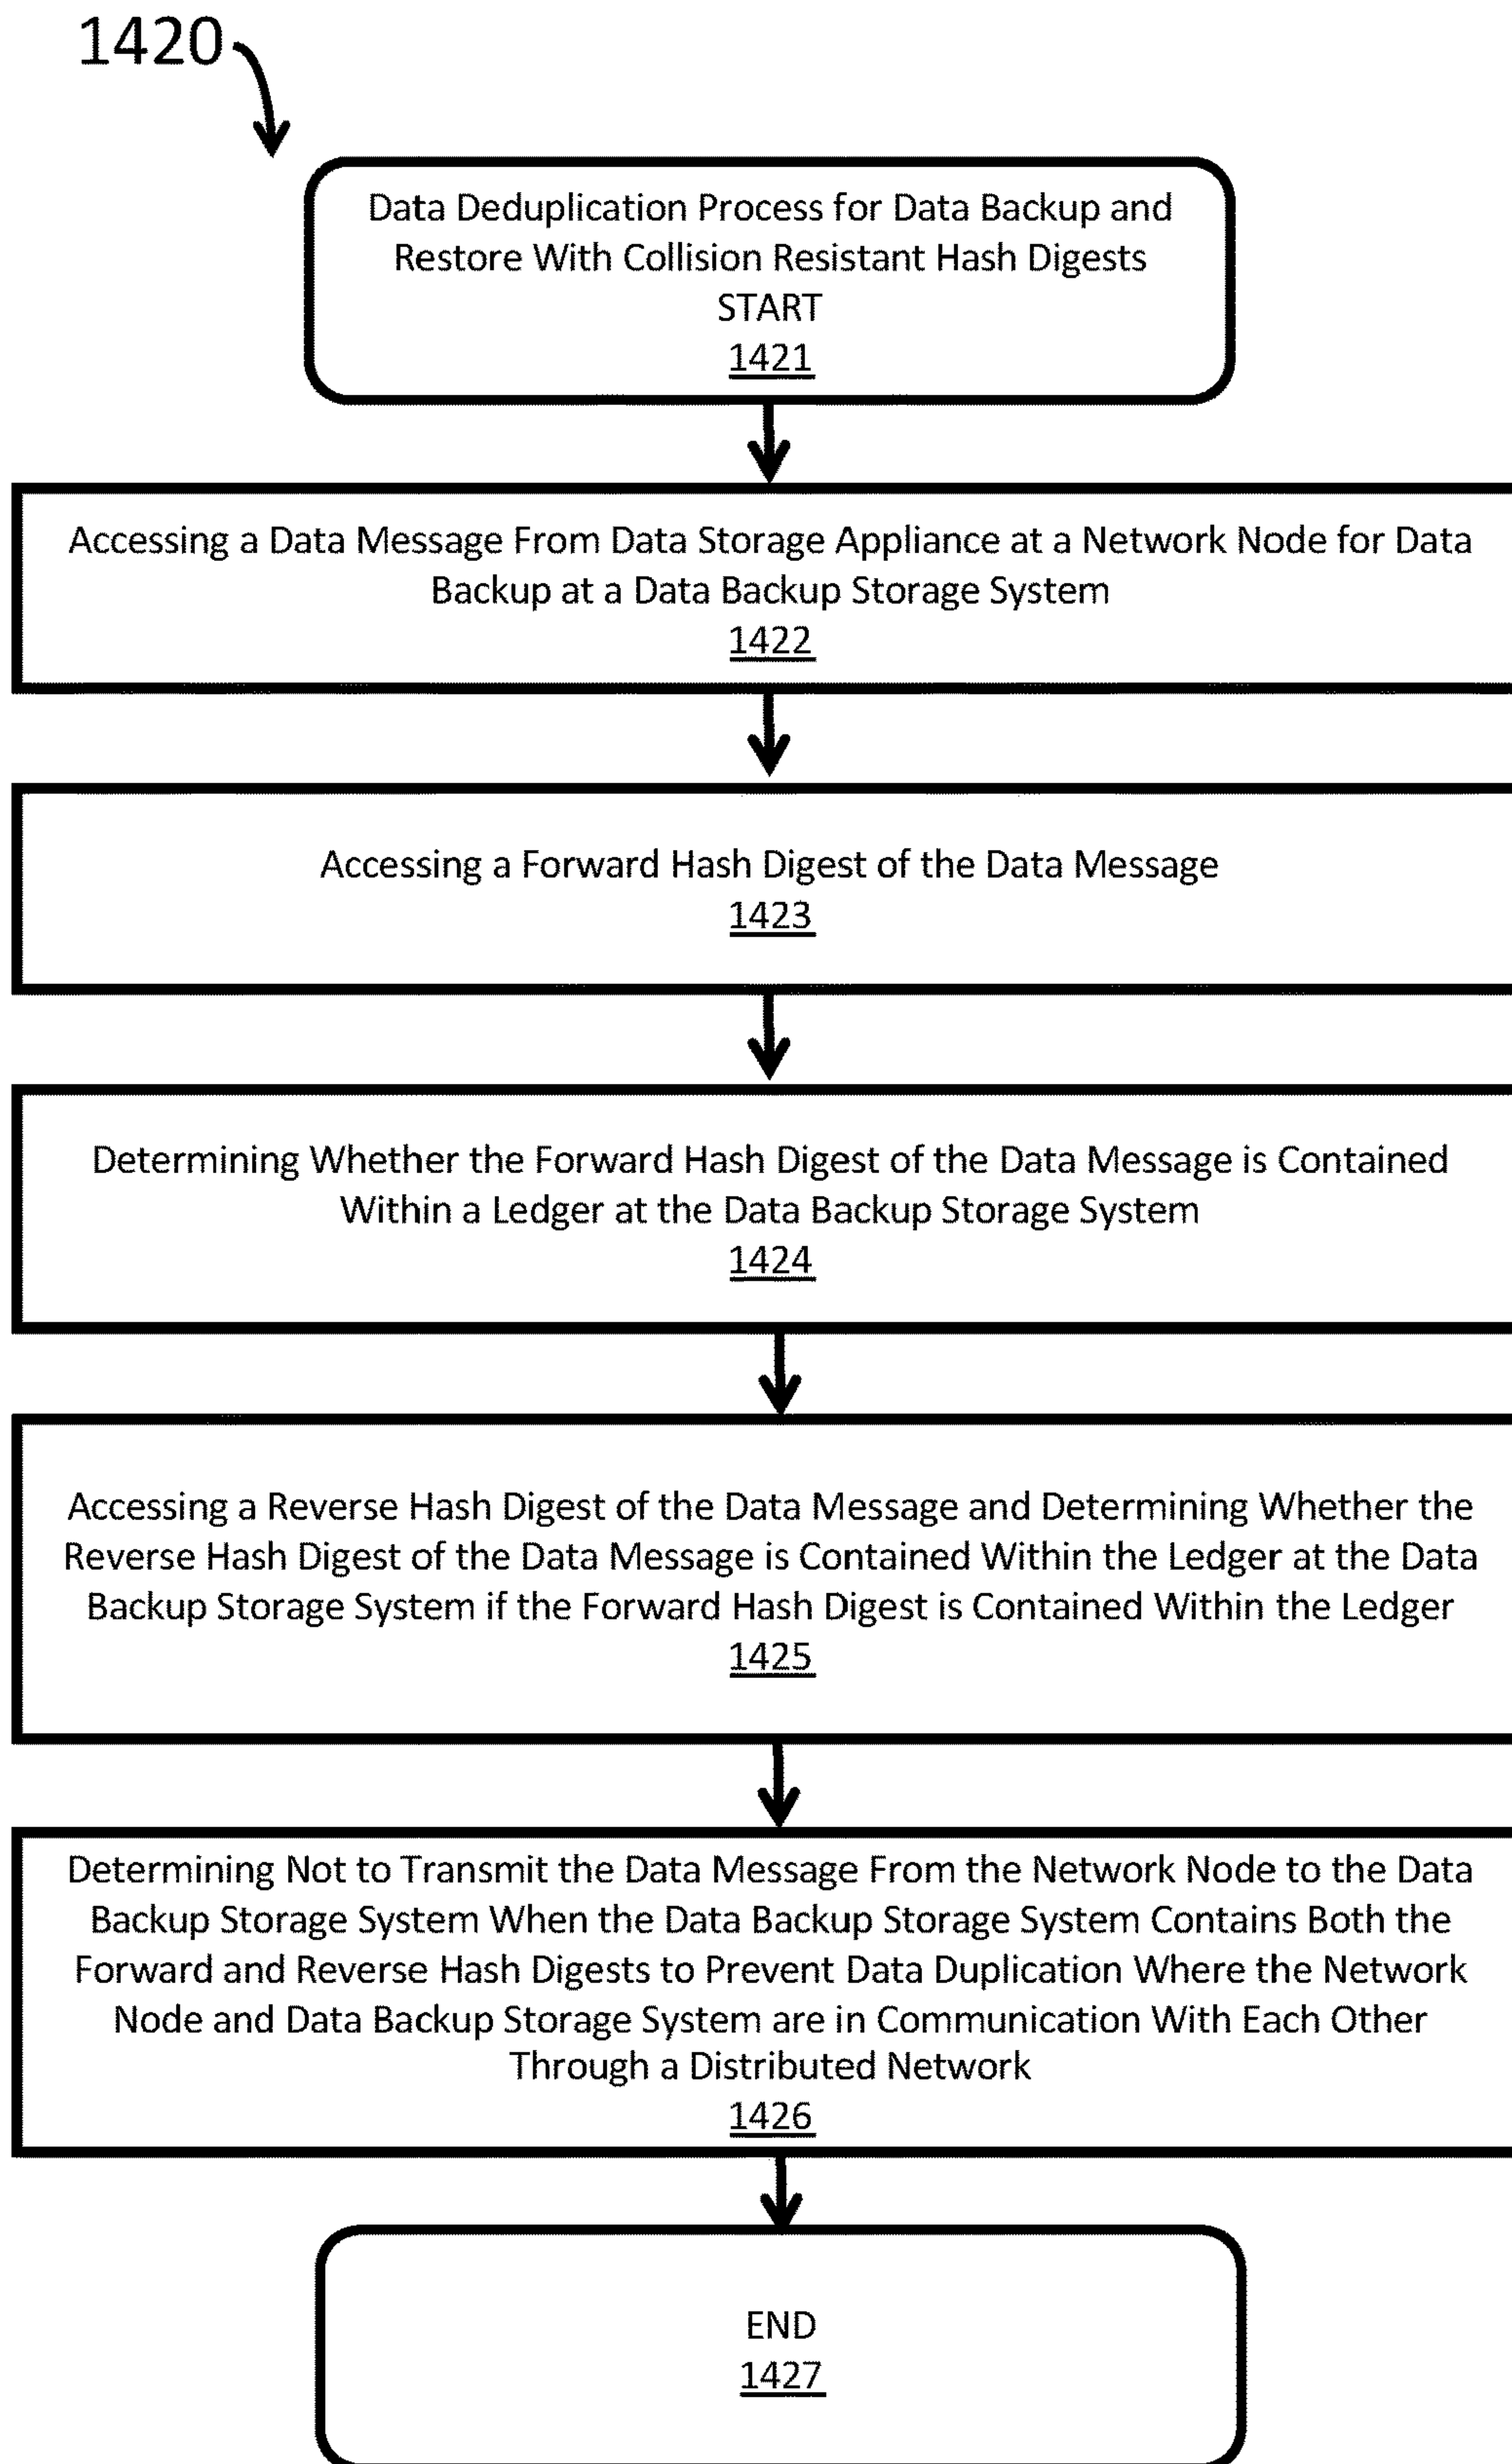 1420
Data Deduplication Process for Data Backup and
Restore With Collision Resistant Hash Digests
START
1421
Accessing a Data Message From Data Storage Appliance at a Network Node for Data
Backup at a Data Backup Storage System
1422
Accessing a Forward Hash Digest of the Data Message
1423
Determining Whether the Forward Hash Digest of the Data Message is Contained
Within a Ledger at the Data Backup Storage System
1424
Accessing a Reverse Hash Digest of the Data Message and Determining Whether the
Reverse Hash Digest of the Data Message is Contained Within the Ledger at the Data
Backup Storage System if the Forward Hash Digest is Contained Within the Ledger
1425
Determining Not to Transmit the Data Message From the Network Node to the Data
Backup Storage System When the Data Backup Storage System Contains Both the
Forward and Reverse Hash Digests to Prevent Data Duplication Where the Network
Node and Data Backup Storage System are in Communication With Each Other
Through a Distributed Network
1426
END
1427